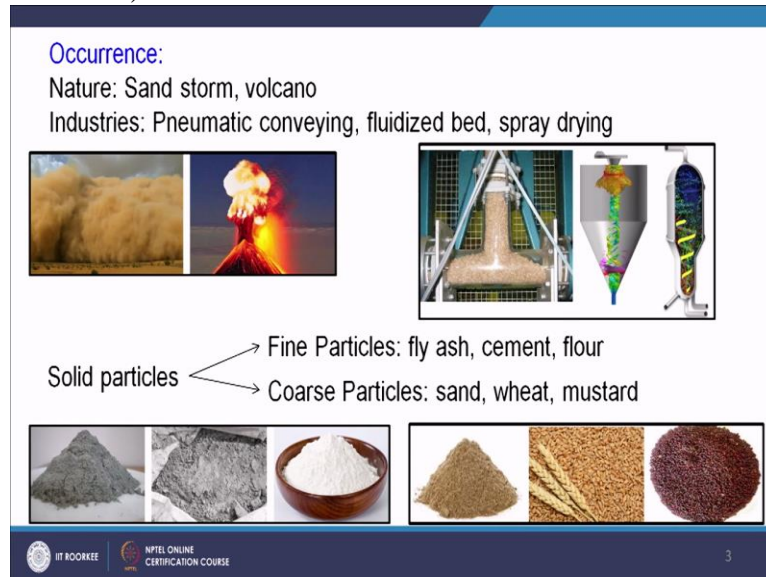 Occurrence:
Nature: Sand storm, volcano
Industries: Pneumatic conveying, fluidized bed, spray drying
Solid particles
Fine Particles: fly ash, cement, flour
Coarse Particles: sand, wheat, mustard
IIT ROORKEE
NPTEL ONLINE
CERTIFICATION COURSE
3